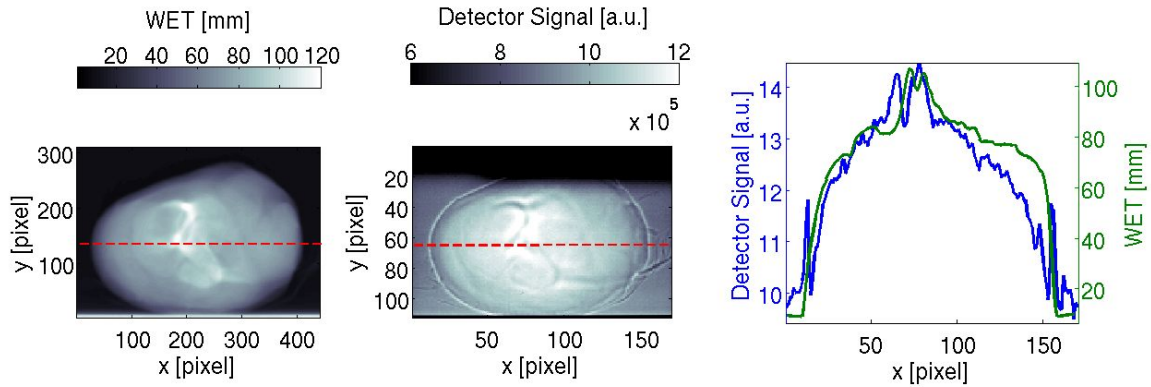 WET [mm]
20 40 60 80 100 120
300
200
100
y [pixel]
100 200 300 400
x [pixel]
Detector Signal [a.u.]
6 8 10 12
x 10^5
20
40
60
80
100
y [pixel]
50 100 150
x [pixel]
14
13
12
11
10
Detector Signal [a.u.]
100
80
60
40
20
WET [mm]
50 100 150
x [pixel]